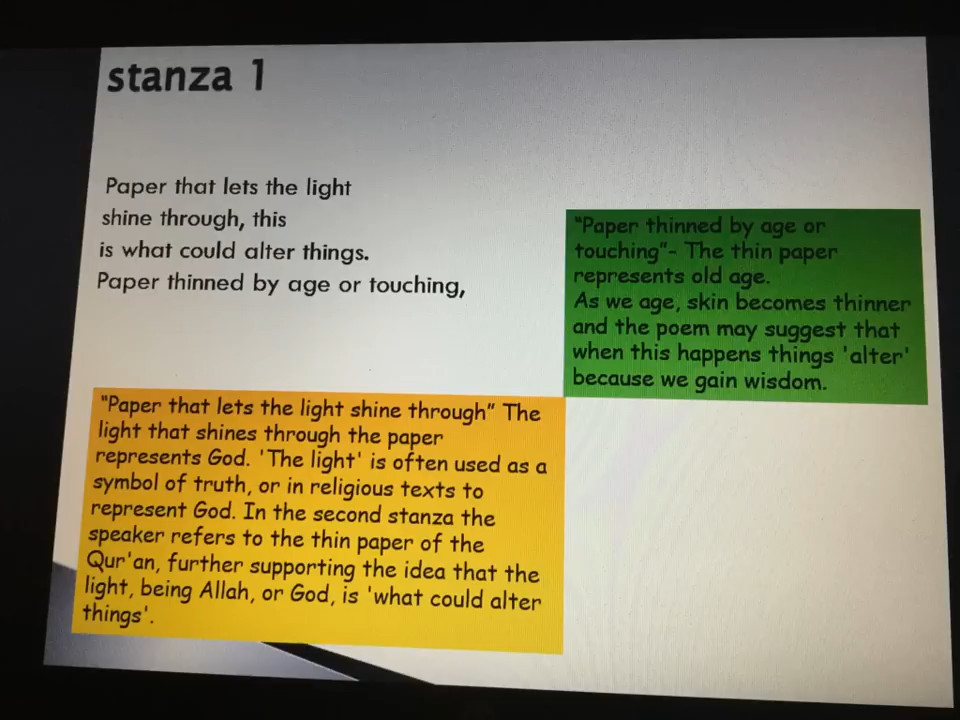 stanza 1
Paper that lets the light
shine through, this
is what could alter things.
Paper thinned by age or touching,
"Paper thinned by age or
touching"- The thin paper
represents old age.
As we age, skin becomes thinner
and the poem may suggest that
when this happens things 'alter'
because we gain wisdom.
"Paper that lets the light shine through" The
light that shines through the paper
represents God. 'The light' is often used as a
symbol of truth, or in religious texts to
represent God. In the second stanza the
speaker refers to the thin paper of the
Qur'an, further supporting the idea that the
light, being Allah, or God, is 'what could alter
things'.